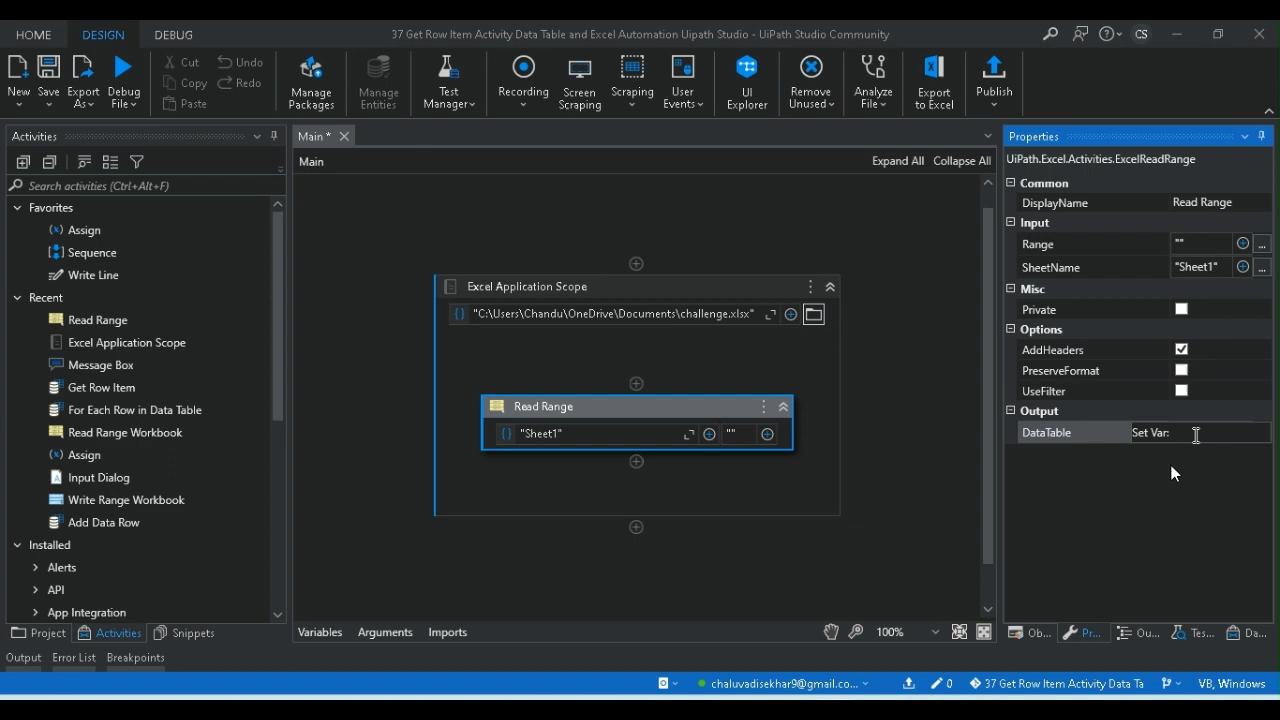 HOME DESIGN DEBUG 37 Get Row Item Activity Data Table and Excel Automation Uipath Studio - UiPath Studio Community CS
New Save Export As Debug File Cut Copy Paste Undo Redo Manage Packages Manage Entities Test Manager Recording Screen Scraping Scraping User Events UI Explorer Remove Unused Analyze File Export to Excel Publish
Activities
Search activities (Ctrl+Alt+F)
Favorites
Assign
Sequence
Write Line
Recent
Read Range
Excel Application Scope
Message Box
Get Row Item
For Each Row in Data Table
Read Range Workbook
Assign
Input Dialog
Write Range Workbook
Add Data Row
Installed
Alerts
API
App Integration
Project Activities Snippets
Main *
Main Expand All Collapse All
Excel Application Scope
"C:\Users\Chandu\OneDrive\Documents\challenge.xlsx"
Read Range
"Sheet1" ""
Variables Arguments Imports 100%
Properties
UiPath.Excel.Activities.ExcelReadRange
Common
DisplayName Read Range
Input
Range "" ...
SheetName "Sheet1" ...
Misc
Private
Options
AddHeaders
PreserveFormat
UseFilter
Output
DataTable Set Var:
Ob... Pr... Ou... Tes... Da...
Output Error List Breakpoints
chaluvadisekhar9@gmail.co... 0 37 Get Row Item Activity Data Ta VB, Windows